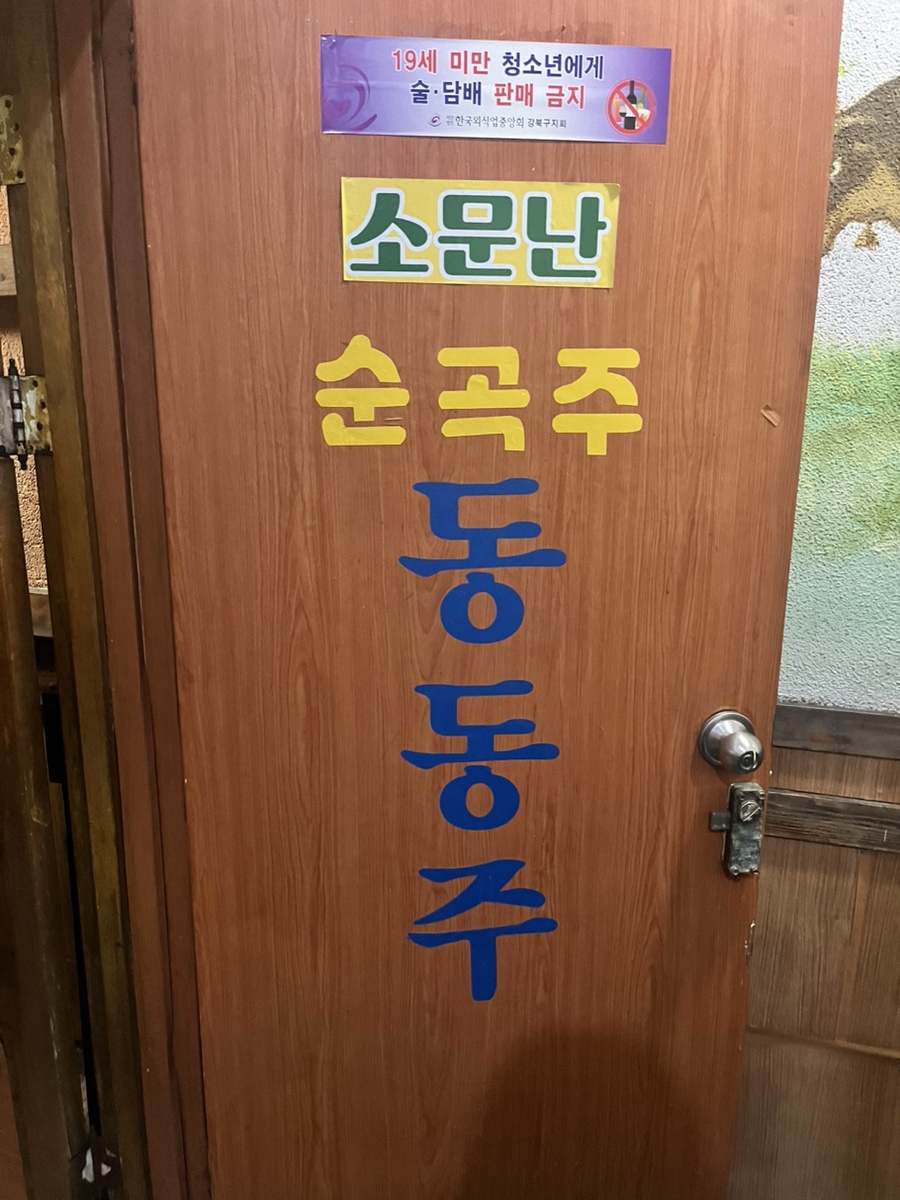 19세 미만 청소년에게
술·담배 판매 금지
한국외식업중앙회 강북구지회
소문난
순곡주
동
동
주